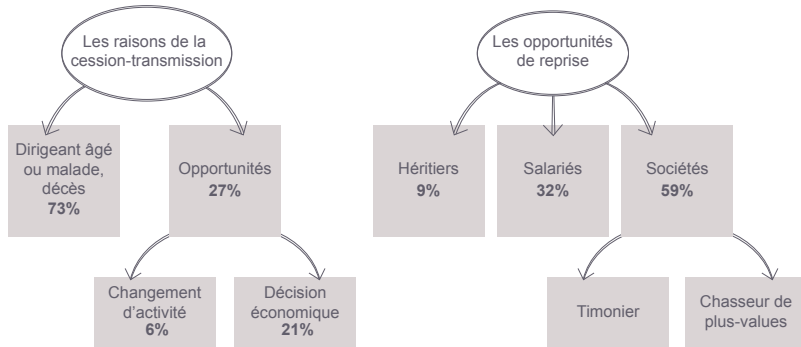 Les raisons de la
cession-transmission
Dirigeant âgé
ou malade,
décès
73%
Opportunités
27%
Changement
d’activité
6%
Décision
économique
21%
Les opportunités
de reprise
Héritiers
9%
Salariés
32%
Sociétés
59%
Timonier
Chasseur de
plus-values